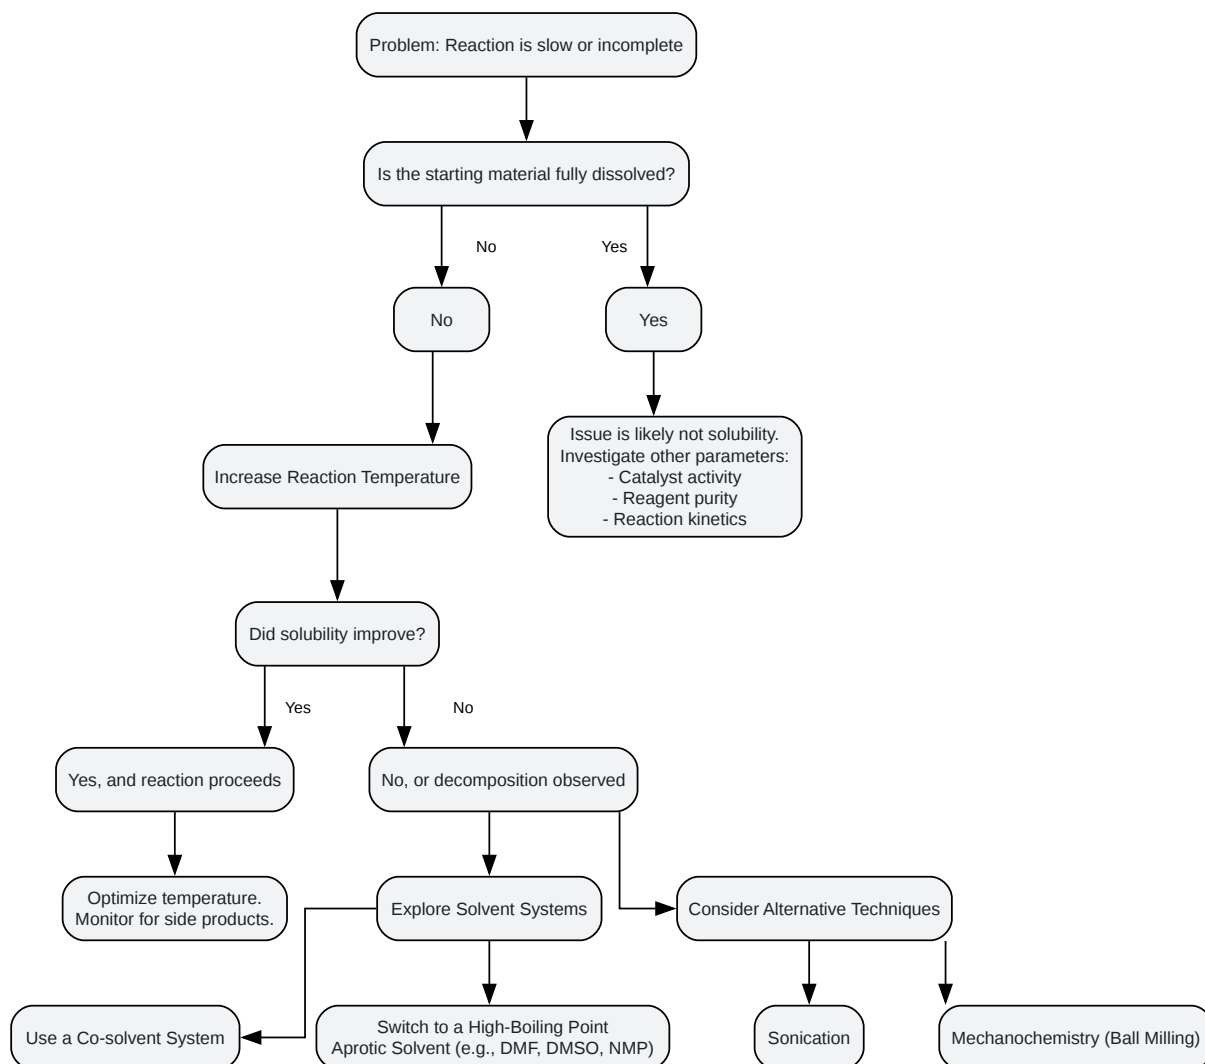 Problem: Reaction is slow or incomplete
Is the starting material fully dissolved?
No
Yes
No
Yes
Issue is likely not solubility.
Investigate other parameters:
- Catalyst activity
- Reagent purity
- Reaction kinetics
Increase Reaction Temperature
Did solubility improve?
Yes
No
Yes, and reaction proceeds
No, or decomposition observed
Optimize temperature.
Monitor for side products.
Explore Solvent Systems
Consider Alternative Techniques
Use a Co-solvent System
Switch to a High-Boiling Point
Aprotic Solvent (e.g., DMF, DMSO, NMP)
Sonication
Mechanochemistry (Ball Milling)